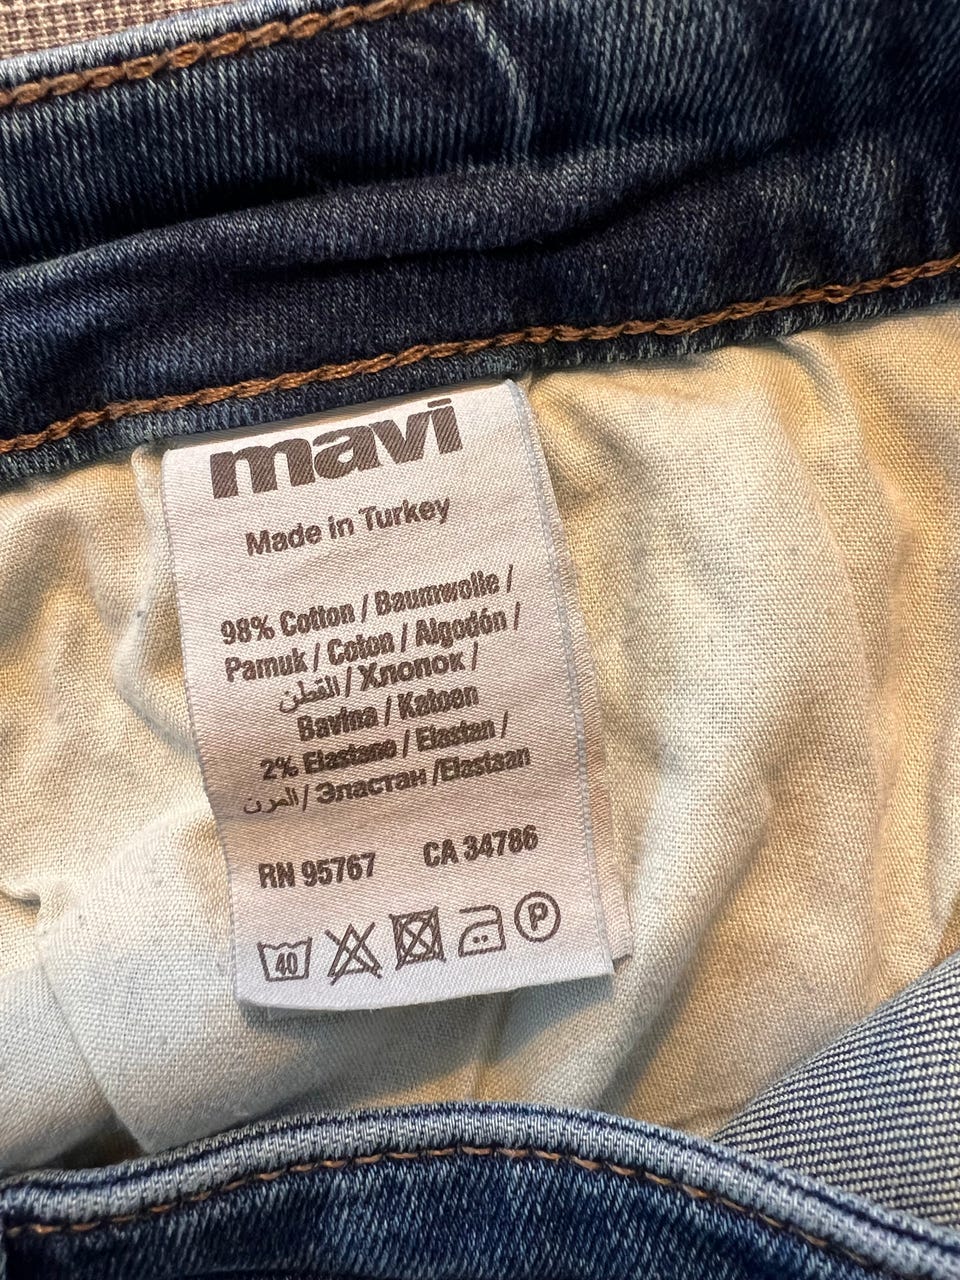 mavi
Made in Turkey
98% Cotton / Baumwolle /
Pamuk / Coton / Algodón /
القطن / Хлопок /
Bavlna / Katoen
2% Elastane / Elastan /
المرن / Эластан /Elastaan
RN 95767 CA 34786
40 P